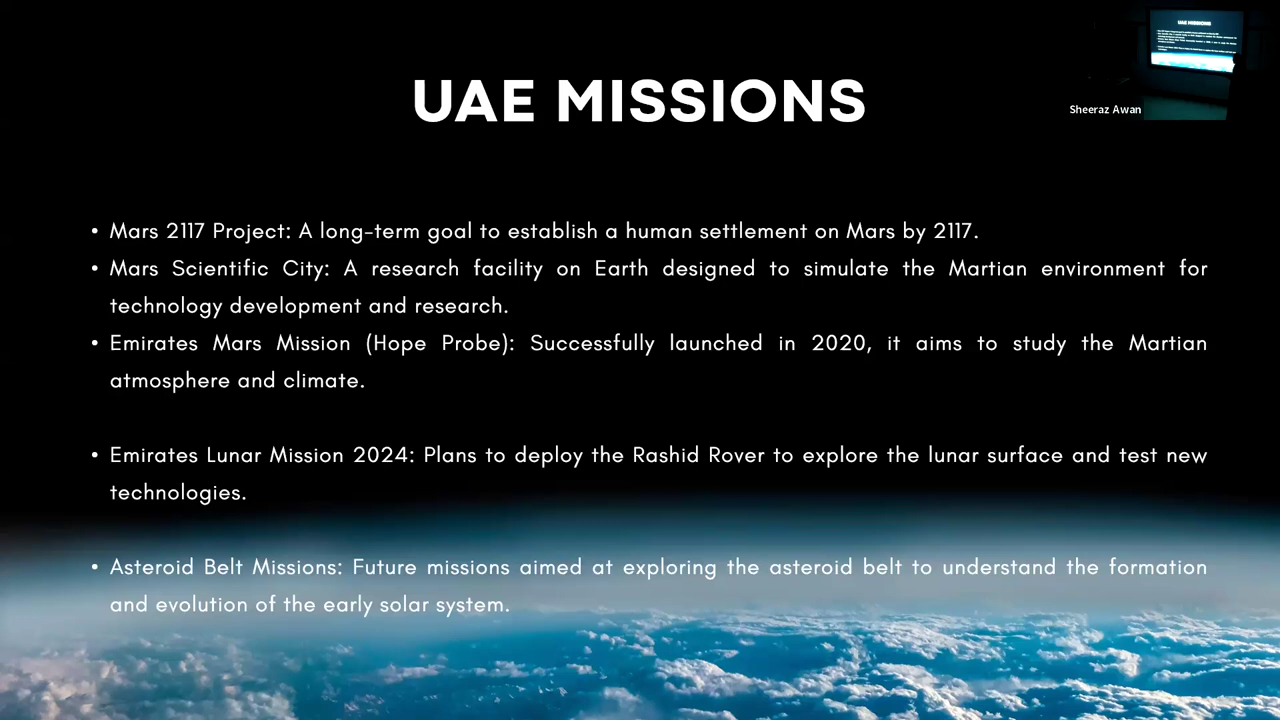 UAE MISSIONS
Sheeraz Awan
• Mars 2117 Project: A long-term goal to establish a human settlement on Mars by 2117.
• Mars Scientific City: A research facility on Earth designed to simulate the Martian environment for
technology development and research.
• Emirates Mars Mission (Hope Probe): Successfully launched in 2020, it aims to study the Martian
atmosphere and climate.
• Emirates Lunar Mission 2024: Plans to deploy the Rashid Rover to explore the lunar surface and test new
technologies.
• Asteroid Belt Missions: Future missions aimed at exploring the asteroid belt to understand the formation
and evolution of the early solar system.